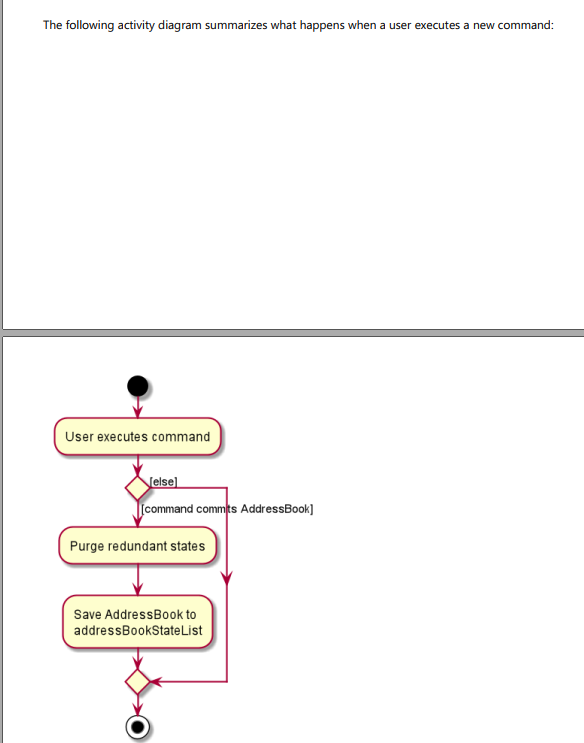 The following activity diagram summarizes what happens when a user executes a new command:
User executes command
[else]
[command commits AddressBook]
Purge redundant states
Save AddressBook to
addressBookStateList